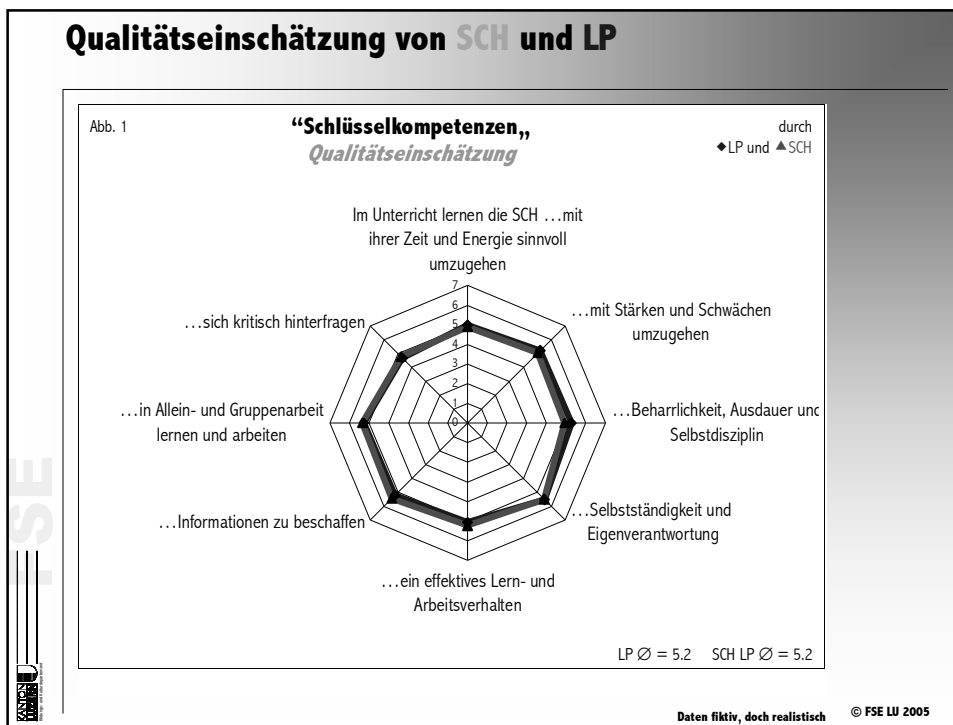 Qualitätseinschätzung von SCH und LP
Abb. 1
“Schlüsselkompetenzen„
Qualitätseinschätzung
durch
◆LP und ▲SCH
Im Unterricht lernen die SCH …mit
ihrer Zeit und Energie sinnvoll
umzugehen
…mit Stärken und Schwächen
umzugehen
…Beharrlichkeit, Ausdauer und
Selbstdisziplin
…Selbstständigkeit und
Eigenverantwortung
…ein effektives Lern- und
Arbeitsverhalten
…Informationen zu beschaffen
…in Allein- und Gruppenarbeit
lernen und arbeiten
…sich kritisch hinterfragen
7
6
5
4
3
2
1
0
LP Ø = 5.2 SCH LP Ø = 5.2
FSE
KANTON
LUZERN
Daten fiktiv, doch realistisch
© FSE LU 2005